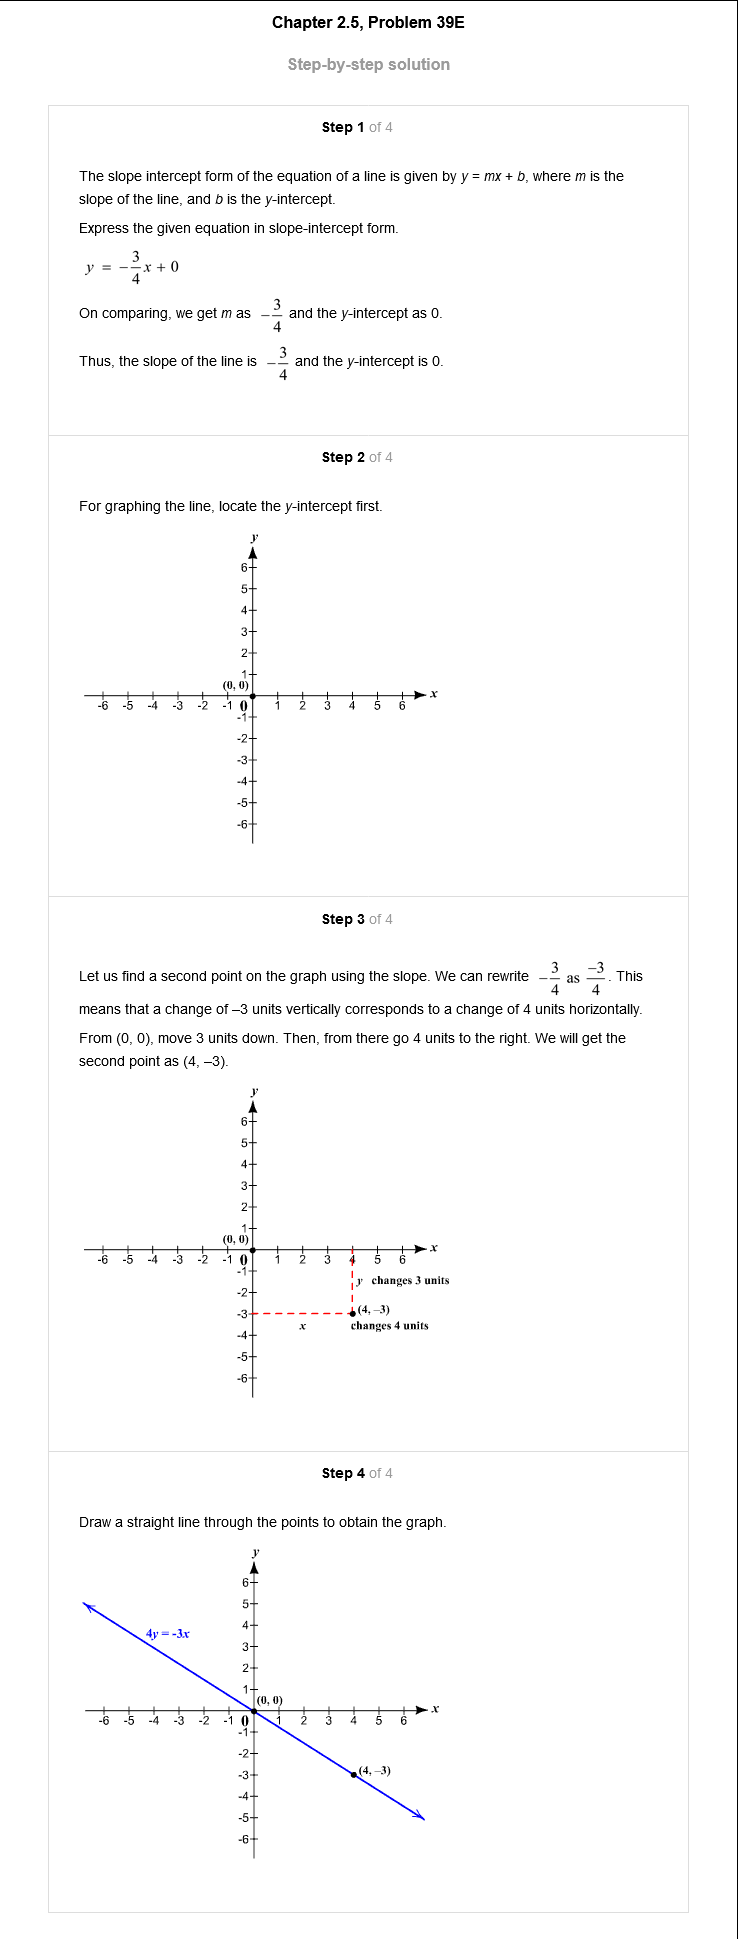 Chapter 2.5, Problem 39E
Step-by-step solution
Step 1 of 4
The slope intercept form of the equation of a line is given by y = mx + b, where m is the
slope of the line, and b is the y-intercept.
Express the given equation in slope-intercept form.
y = -3/4 x + 0
On comparing, we get m as -3/4 and the y-intercept as 0.
Thus, the slope of the line is -3/4 and the y-intercept is 0.
Step 2 of 4
For graphing the line, locate the y-intercept first.
y
6
5
4
3
2
1
(0, 0)
x
-6 -5 -4 -3 -2 -1 0 1 2 3 4 5 6
-1
-2
-3
-4
-5
-6
Step 3 of 4
Let us find a second point on the graph using the slope. We can rewrite -3/4 as -3/4. This
means that a change of –3 units vertically corresponds to a change of 4 units horizontally.
From (0, 0), move 3 units down. Then, from there go 4 units to the right. We will get the
second point as (4, –3).
y
6
5
4
3
2
1
(0, 0)
x
-6 -5 -4 -3 -2 -1 0 1 2 3 4 5 6
-1
y changes 3 units
-2
-3
(4, –3)
x changes 4 units
-4
-5
-6
Step 4 of 4
Draw a straight line through the points to obtain the graph.
y
6
5
4
4y = -3x
3
2
1
(0, 0)
x
-6 -5 -4 -3 -2 -1 0 1 2 3 4 5 6
-1
-2
-3
(4, –3)
-4
-5
-6